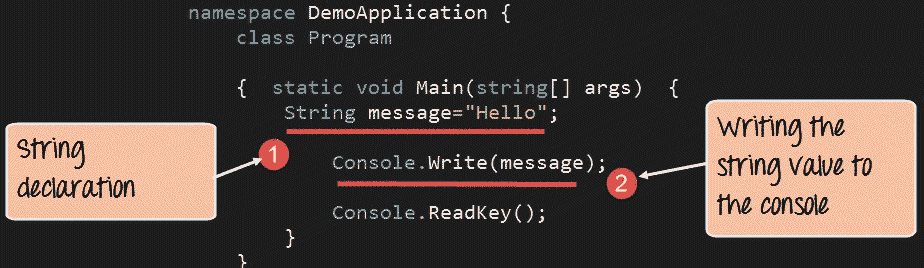 namespace DemoApplication {
class Program
{ static void Main(string[] args) {
String message="Hello";
String
declaration
1
Console.Write(message);
2
Writing the
string value to
the console
Console.ReadKey();
}
}